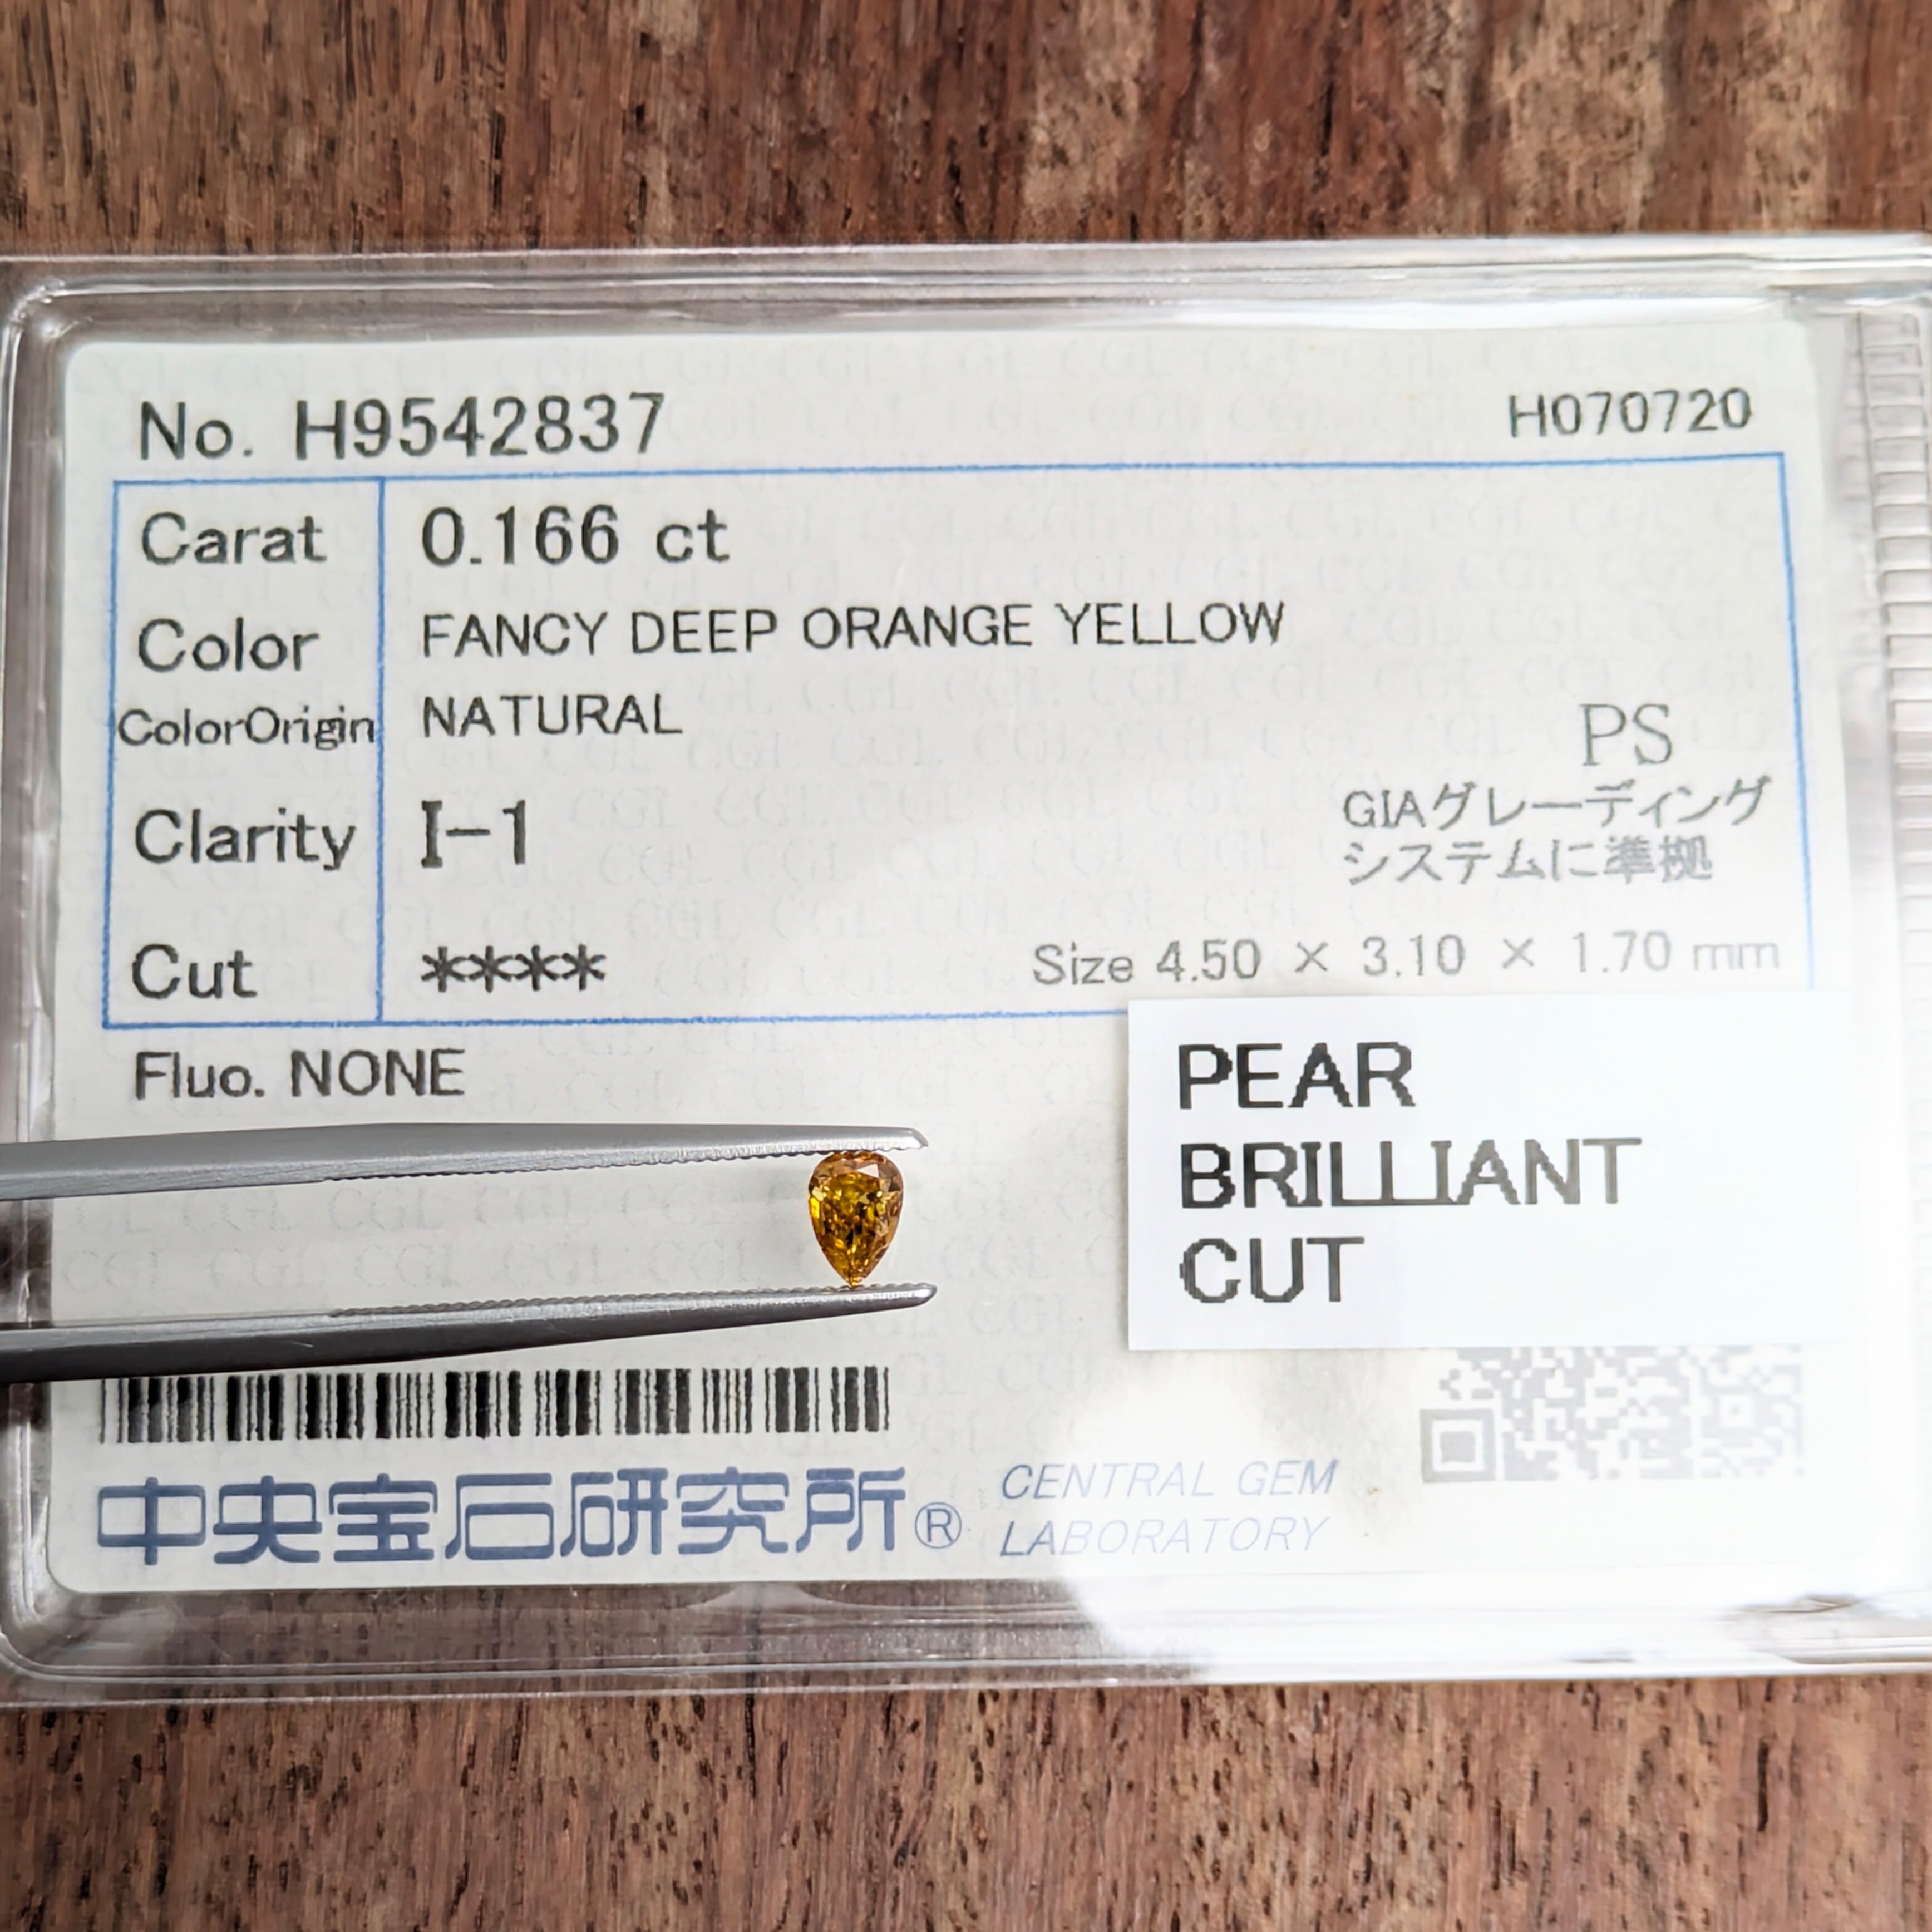 No. H9542837
H070720
Carat 0.166 ct
Color FANCY DEEP ORANGE YELLOW
ColorOrigin NATURAL
PS
Clarity I-1
GIAグレーディング
システムに準拠
Cut ****
Size 4.50 × 3.10 × 1.70 mm
Fluo. NONE
PEAR
BRILLIANT
CUT
中央宝石研究所®
CENTRAL GEM
LABORATORY